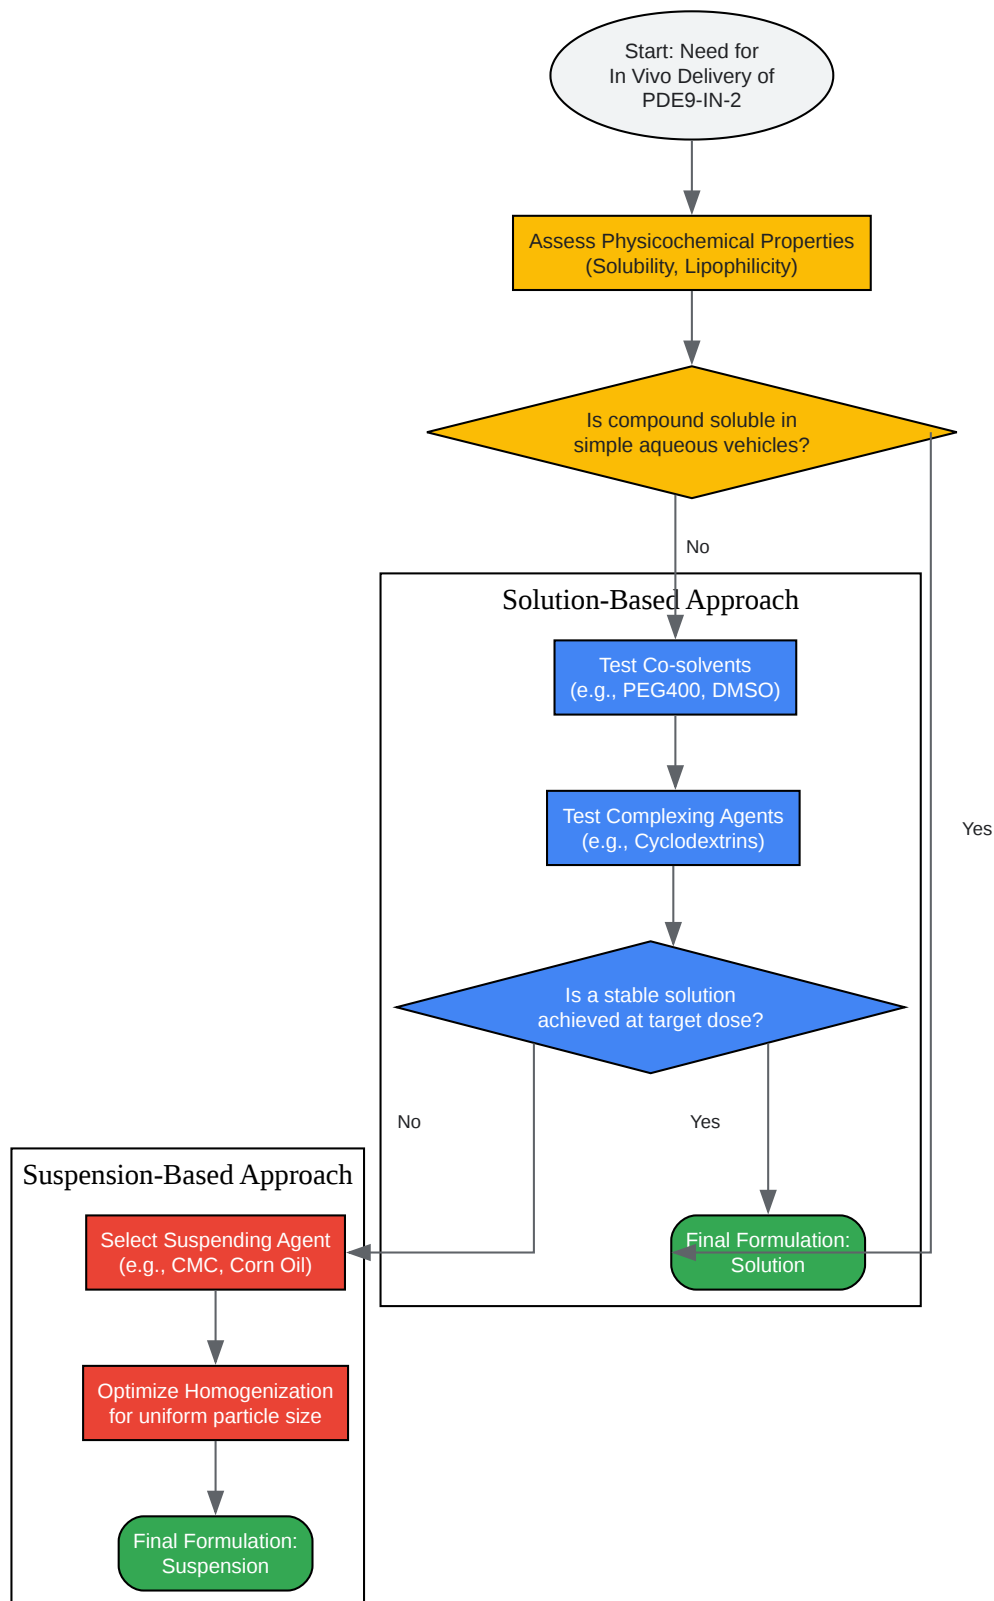 Start: Need for
In Vivo Delivery of
PDE9-IN-2
Assess Physicochemical Properties
(Solubility, Lipophilicity)
Is compound soluble in
simple aqueous vehicles?
No
Solution-Based Approach
Test Co-solvents
(e.g., PEG400, DMSO)
Test Complexing Agents
(e.g., Cyclodextrins)
Yes
Is a stable solution
achieved at target dose?
No
Yes
Suspension-Based Approach
Select Suspending Agent
(e.g., CMC, Corn Oil)
Final Formulation:
Solution
Optimize Homogenization
for uniform particle size
Final Formulation:
Suspension